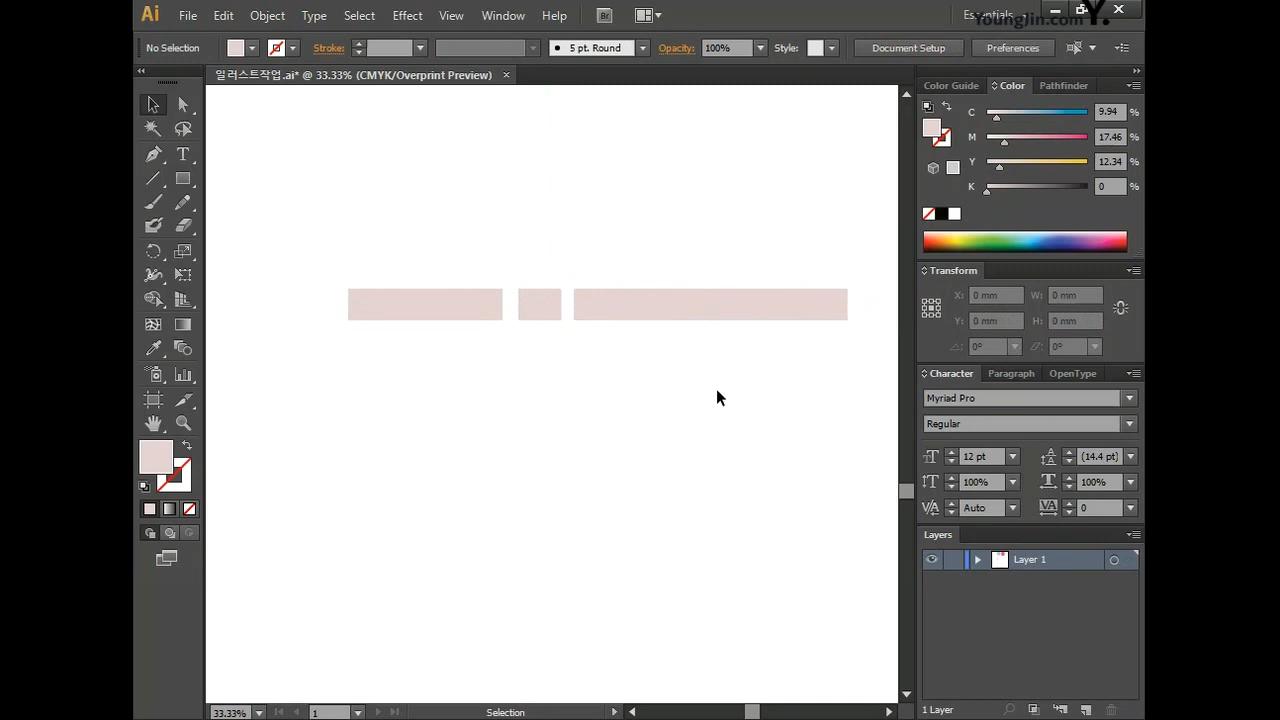 Ai File Edit Object Type Select Effect View Window Help Br Essentials
YoungJin.com Y.
No Selection Stroke: 5 pt. Round Opacity: 100% Style: Document Setup Preferences
일러스트작업.ai* @ 33.33% (CMYK/Overprint Preview) ×
Color Guide Color Pathfinder
C 9.94 %
M 17.46 %
Y 12.34 %
K 0 %
Transform
X: 0 mm W: 0 mm
Y: 0 mm H: 0 mm
0° 0°
Character Paragraph OpenType
Myriad Pro
Regular
12 pt (14.4 pt)
100% 100%
Auto 0
Layers
Layer 1
1 Layer
33.33% 1 Selection